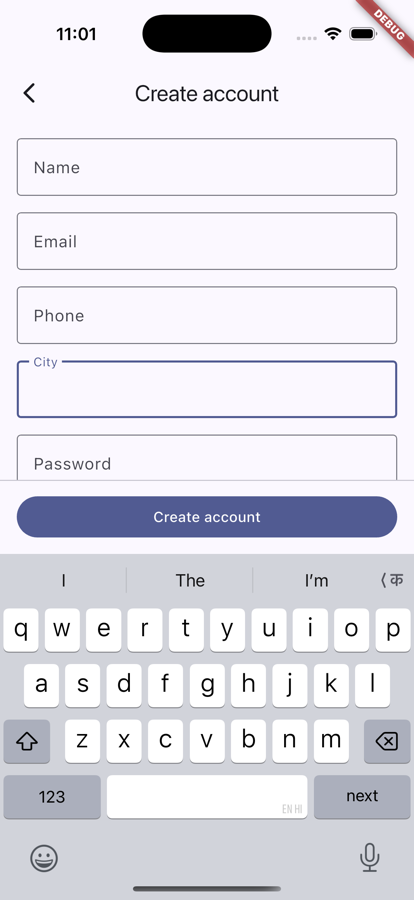 11:01
DEBUG
Create account
Name
Email
Phone
City
Password
Create account
I The I'm क
q w e r t y u i o p
a s d f g h j k l
z x c v b n m
123 EN HI next